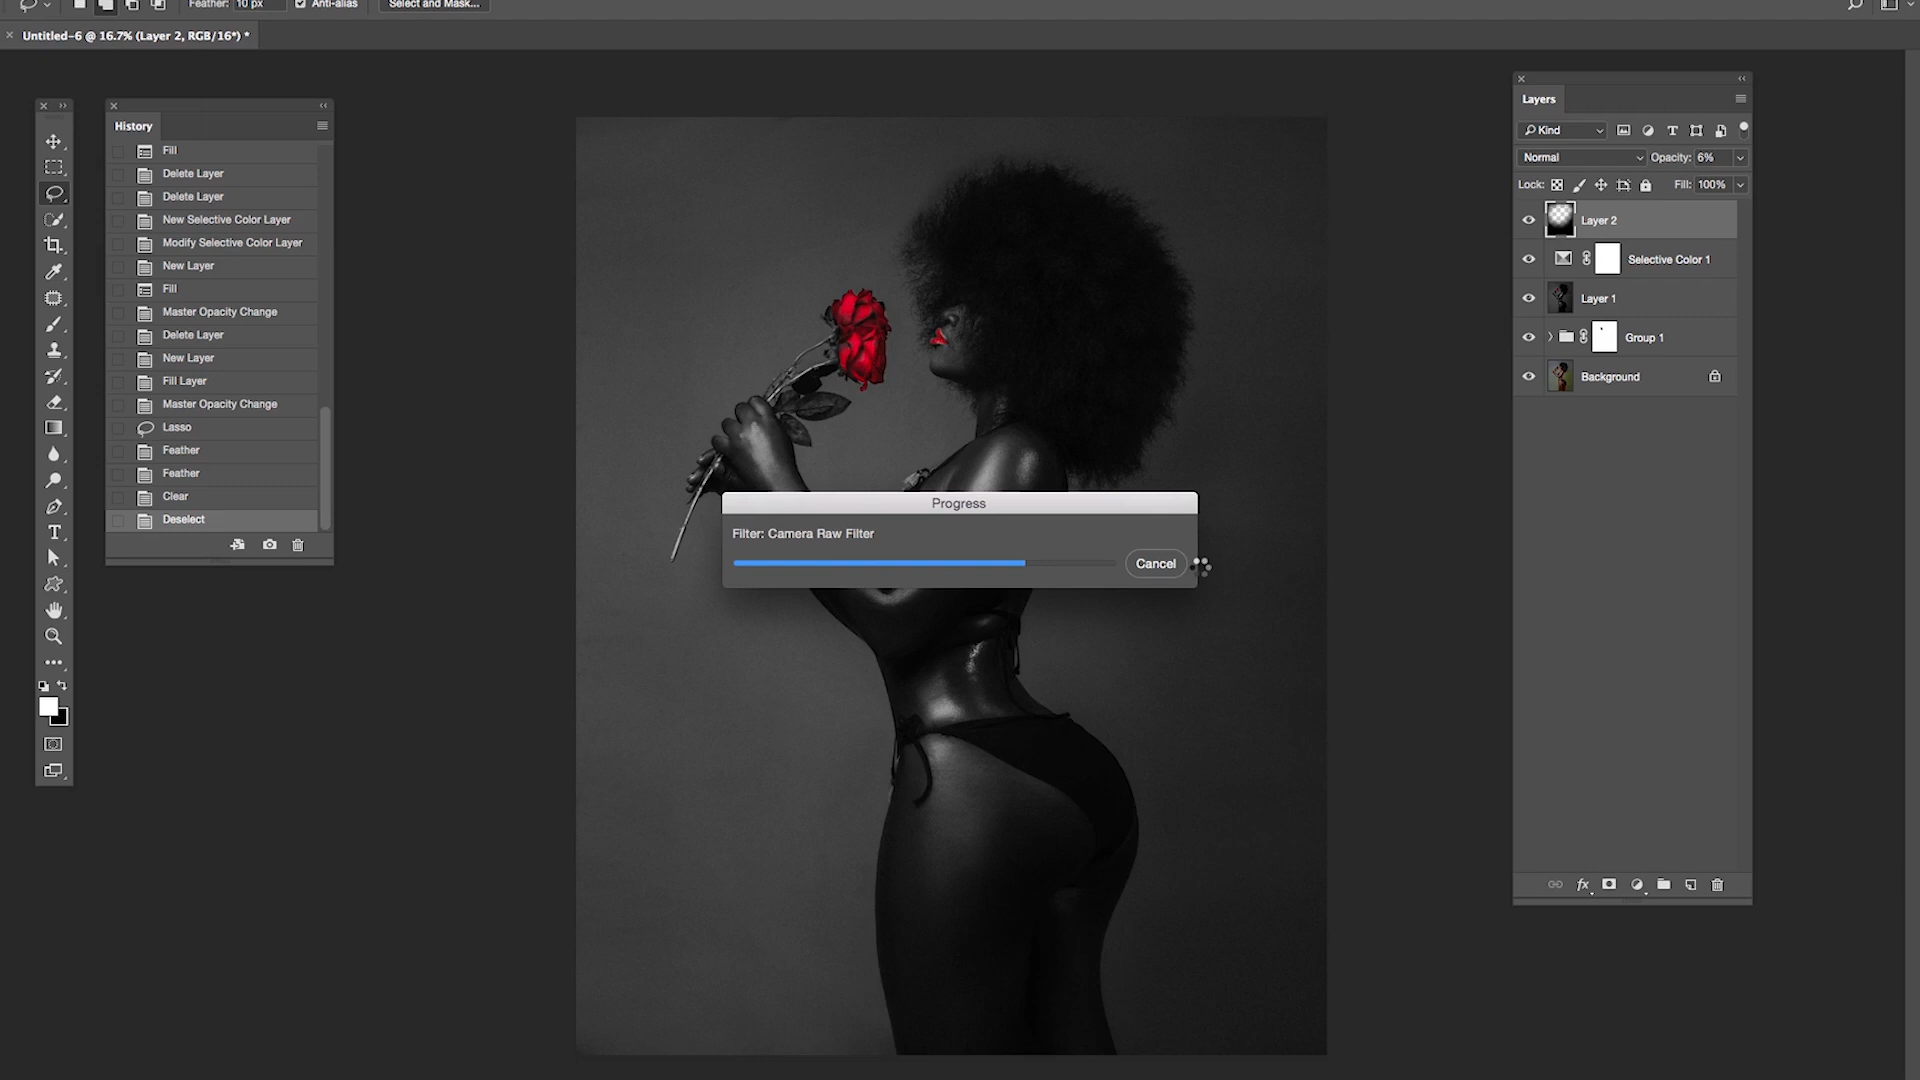 Feather: 10 px Anti-alias Select and Mask...
Untitled-6 @ 16.7% (Layer 2, RGB/16*) *
History
Fill
Delete Layer
Delete Layer
New Selective Color Layer
Modify Selective Color Layer
New Layer
Fill
Master Opacity Change
Delete Layer
New Layer
Fill Layer
Master Opacity Change
Lasso
Feather
Feather
Clear
Deselect
Progress
Filter: Camera Raw Filter
Cancel
Layers
Kind
Normal Opacity: 6%
Lock: Fill: 100%
Layer 2
Selective Color 1
Layer 1
Group 1
Background